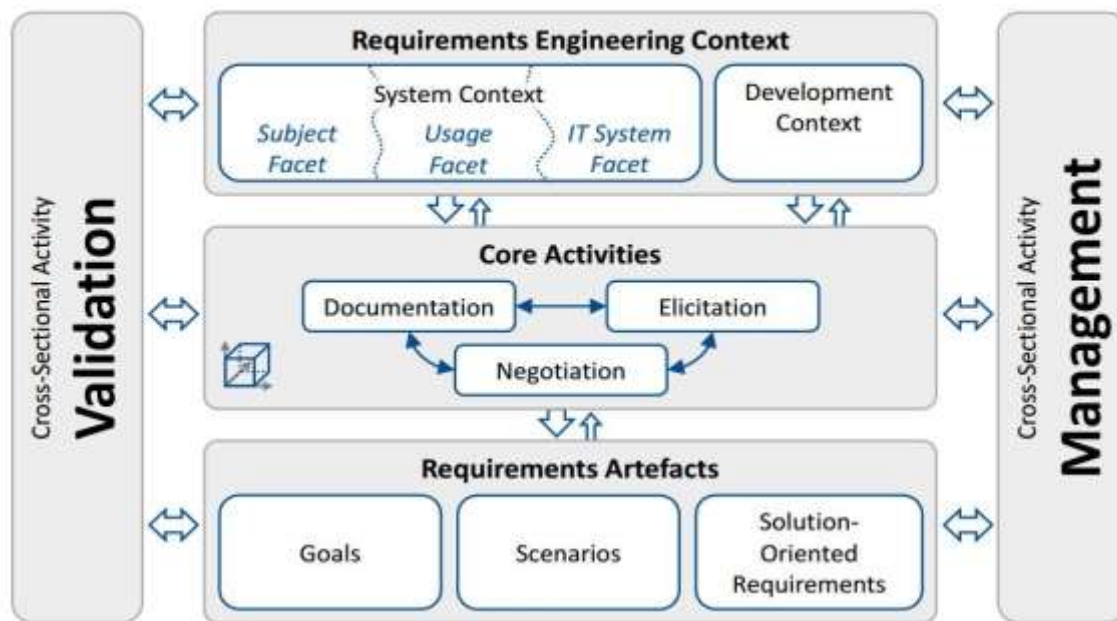 Cross-Sectional Activity
Validation
Requirements Engineering Context
System Context
Subject
Facet
Usage
Facet
IT System
Facet
Development
Context
Core Activities
Documentation
Elicitation
Negotiation
Requirements Artefacts
Goals
Scenarios
Solution-
Oriented
Requirements
Cross-Sectional Activity
Management